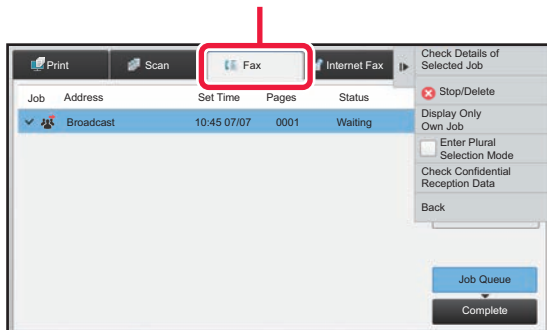 Print
Scan
Fax
Internet Fax
Job Address Set Time Pages Status
Broadcast 10:45 07/07 0001 Waiting
Check Details of
Selected Job
Stop/Delete
Display Only
Own Job
Enter Plural
Selection Mode
Check Confidential
Reception Data
Back
Job Queue
Complete